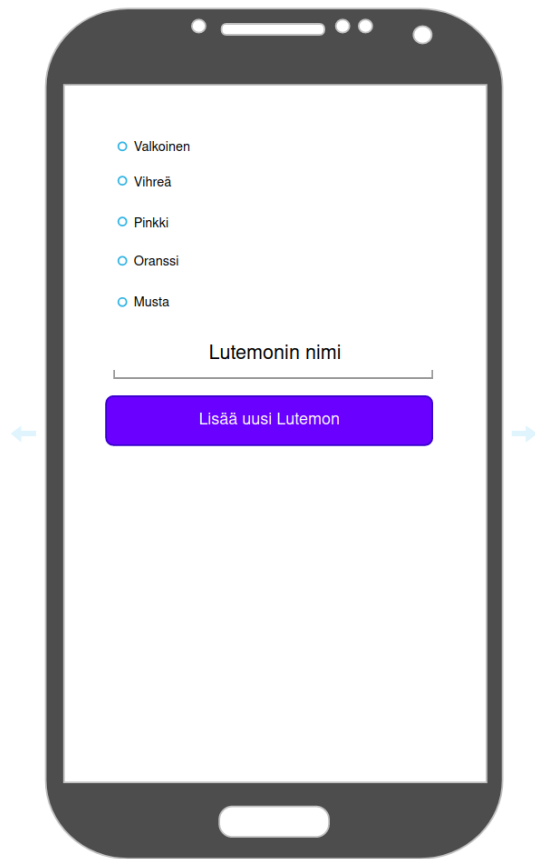 Valkoinen
Vihreä
Pinkki
Oranssi
Musta
Lutemonin nimi
Lisää uusi Lutemon